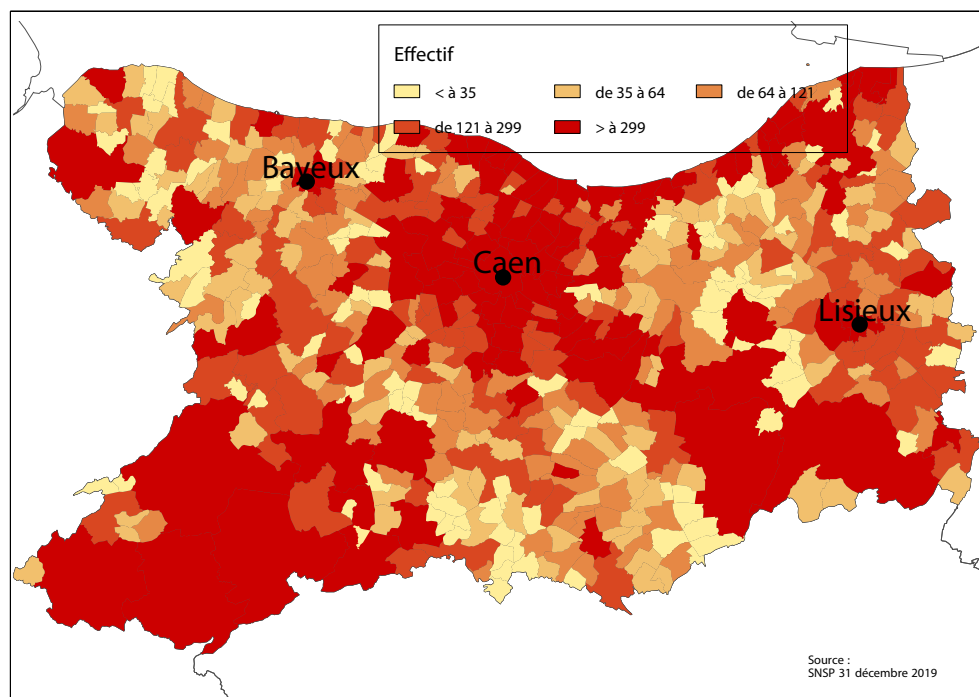 Effectif
< à 35
de 35 à 64
de 64 à 121
de 121 à 299
> à 299
Bayeux
Caen
Lisieux
Source :
SNSP 31 décembre 2019